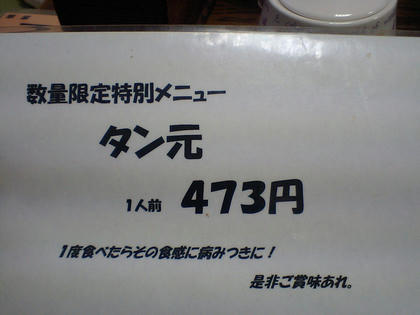 数量限定特別メニュー
タン元
1人前 473円
1度食べたらその食感に病みつきに！
是非ご賞味あれ。